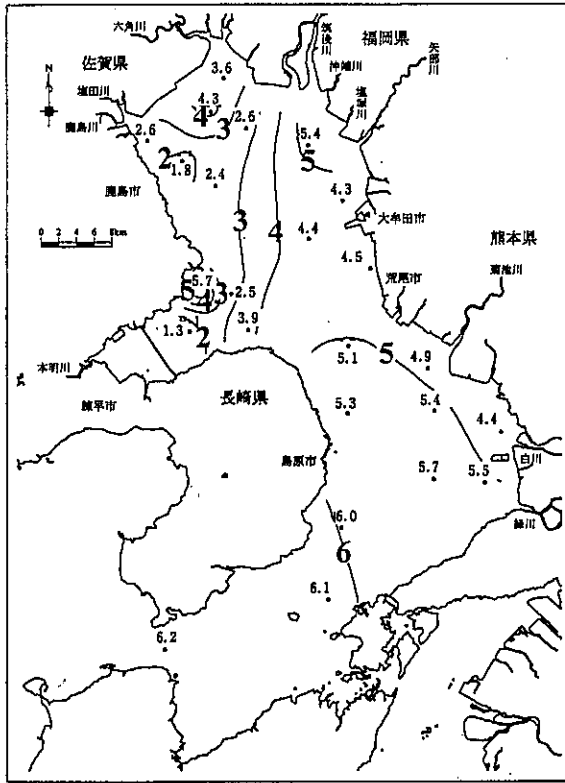 六角川
筑後川
福岡県
矢部川
沖端川
佐賀県
3.6
N
塩田川
4.3
塩塚川
4
鹿島川
3
2.6
2.6
5.4
2
5
1.8
2.4
鹿島市
4.3
大牟田市
3
4
4.4
熊本県
0 2 4 6 8km
4.5
荒尾市
菊池川
5.7
5
4
3
2.5
3.9
1.3
2
5
5.1
4.9
本明川
諫早市
長崎県
5.4
5.3
4.4
島原市
白川
5.7
5.5
緑川
6.0
6
6.1
6.2